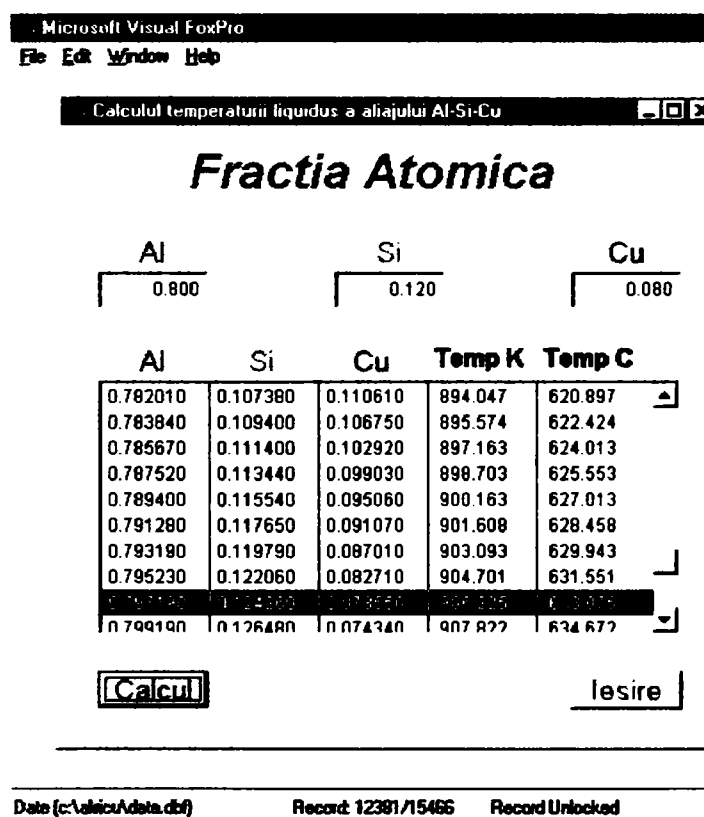 Microsoft Visual FoxPro
File Edit Window Help
Calculul temperaturii liquidus a aliajului Al-Si-Cu
Fractia Atomica
Al Si Cu
0.800 0.120 0.080
Al Si Cu Temp K Temp C
0.782010 0.107380 0.110610 894.047 620.897
0.783840 0.109400 0.106750 895.574 622.424
0.785670 0.111400 0.102920 897.163 624.013
0.787520 0.113440 0.099030 898.703 625.553
0.789400 0.115540 0.095060 900.163 627.013
0.791280 0.117650 0.091070 901.608 628.458
0.793190 0.119790 0.087010 903.093 629.943
0.795230 0.122060 0.082710 904.701 631.551
0.799190 0.126480 0.074340 907.822 634.672
Calcul Iesire
Date (c:\alsicu\data.dbf) Record: 12381/15466 Record Unlocked